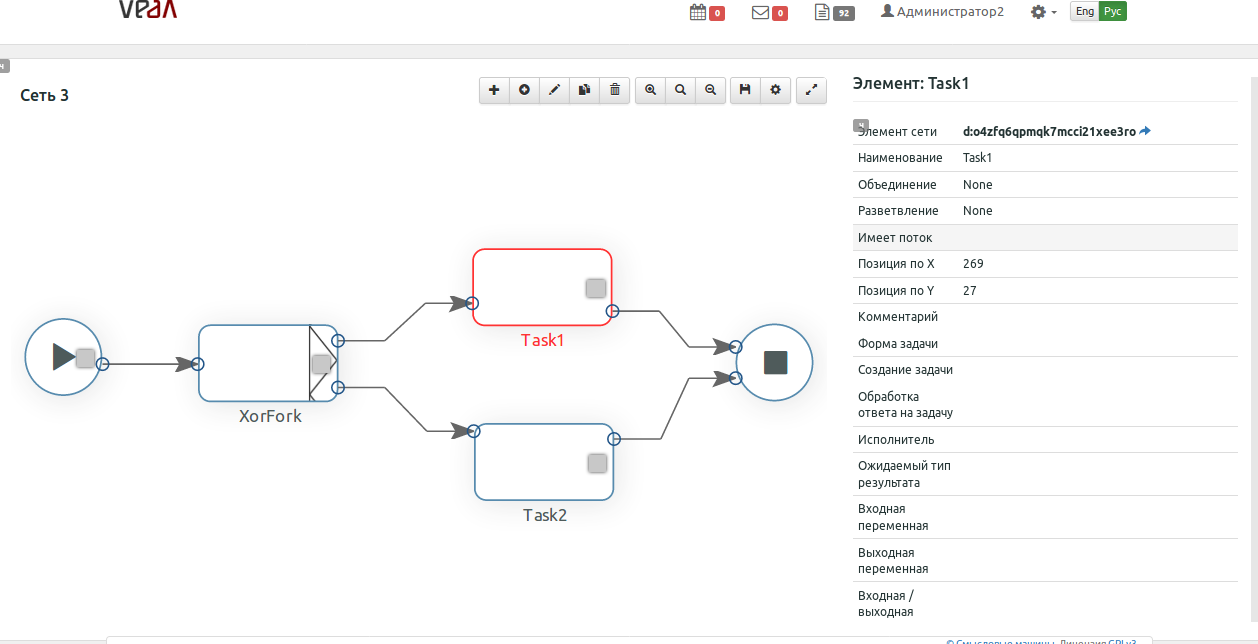 0
0
92
Администратор2
Eng Рус
ч
Сеть 3
Элемент: Task1
ч
Элемент сети d:o4zfq6qpmqk7mcci21xee3ro
Наименование Task1
Объединение None
Разветвление None
Имеет поток
Позиция по X 269
Позиция по Y 27
Комментарий
Форма задачи
Создание задачи
Обработка
ответа на задачу
Исполнитель
Ожидаемый тип
результата
Входная
переменная
Выходная
переменная
Входная /
выходная
Task1
XorFork
Task2
© Смысловые машины. Лицензия GPLv3